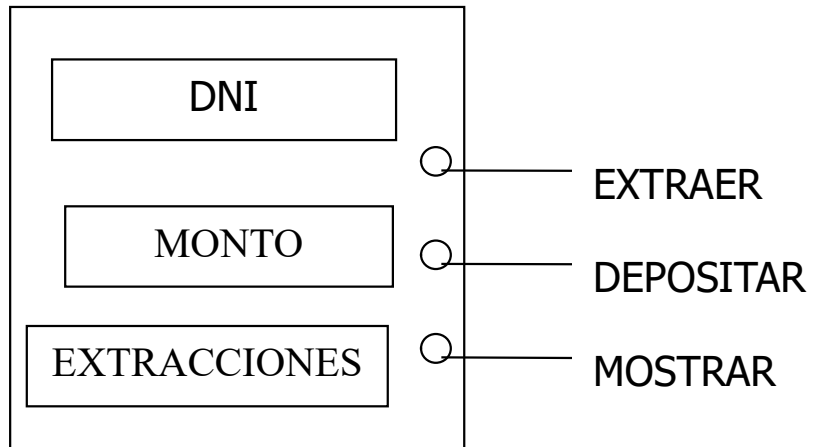 DNI
EXTRAER
MONTO
DEPOSITAR
EXTRACCIONES
MOSTRAR